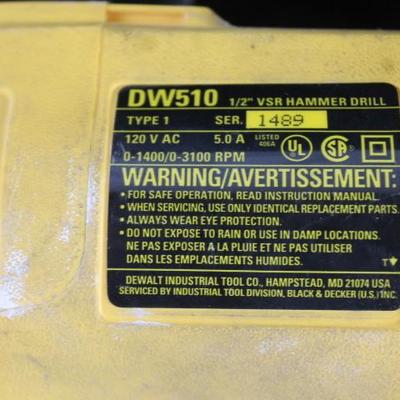 DW510 1/2" VSR HAMMER DRILL
TYPE 1 SER. 1489
120 V AC 5.0 A LISTED 406A UL SA
0-1400/0-3100 RPM
WARNING/AVERTISSEMENT:
• FOR SAFE OPERATION, READ INSTRUCTION MANUAL.
• WHEN SERVICING, USE ONLY IDENTICAL REPLACEMENT PARTS.
• ALWAYS WEAR EYE PROTECTION.
• DO NOT EXPOSE TO RAIN OR USE IN DAMP LOCATIONS.
NE PAS EXPOSER A LA PLUIE ET NE PAS UTILISER
DANS LES EMPLACEMENTS HUMIDES.
DEWALT INDUSTRIAL TOOL CO., HAMPSTEAD, MD 21074 USA
SERVICED BY INDUSTRIAL TOOL DIVISION, BLACK & DECKER (U.S.) INC.